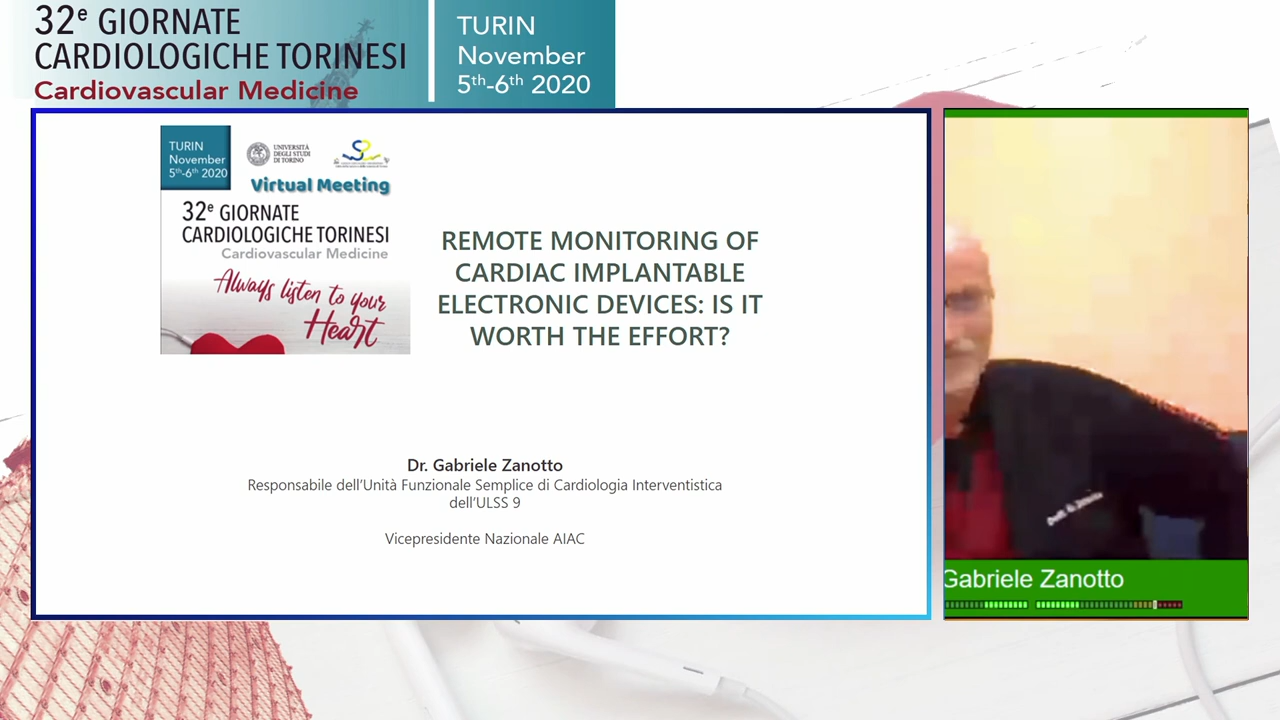 32e GIORNATE
CARDIOLOGICHE TORINESI
Cardiovascular Medicine
TURIN
November
5th-6th 2020
TURIN
November
5th-6th 2020
UNIVERSITÀ
DEGLI STUDI
DI TORINO
Virtual Meeting
32e GIORNATE
CARDIOLOGICHE TORINESI
Cardiovascular Medicine
Always listen to your
Heart
REMOTE MONITORING OF
CARDIAC IMPLANTABLE
ELECTRONIC DEVICES: IS IT
WORTH THE EFFORT?
Dr. Gabriele Zanotto
Responsabile dell'Unità Funzionale Semplice di Cardiologia Interventistica
dell'ULSS 9
Vicepresidente Nazionale AIAC
Gabriele Zanotto